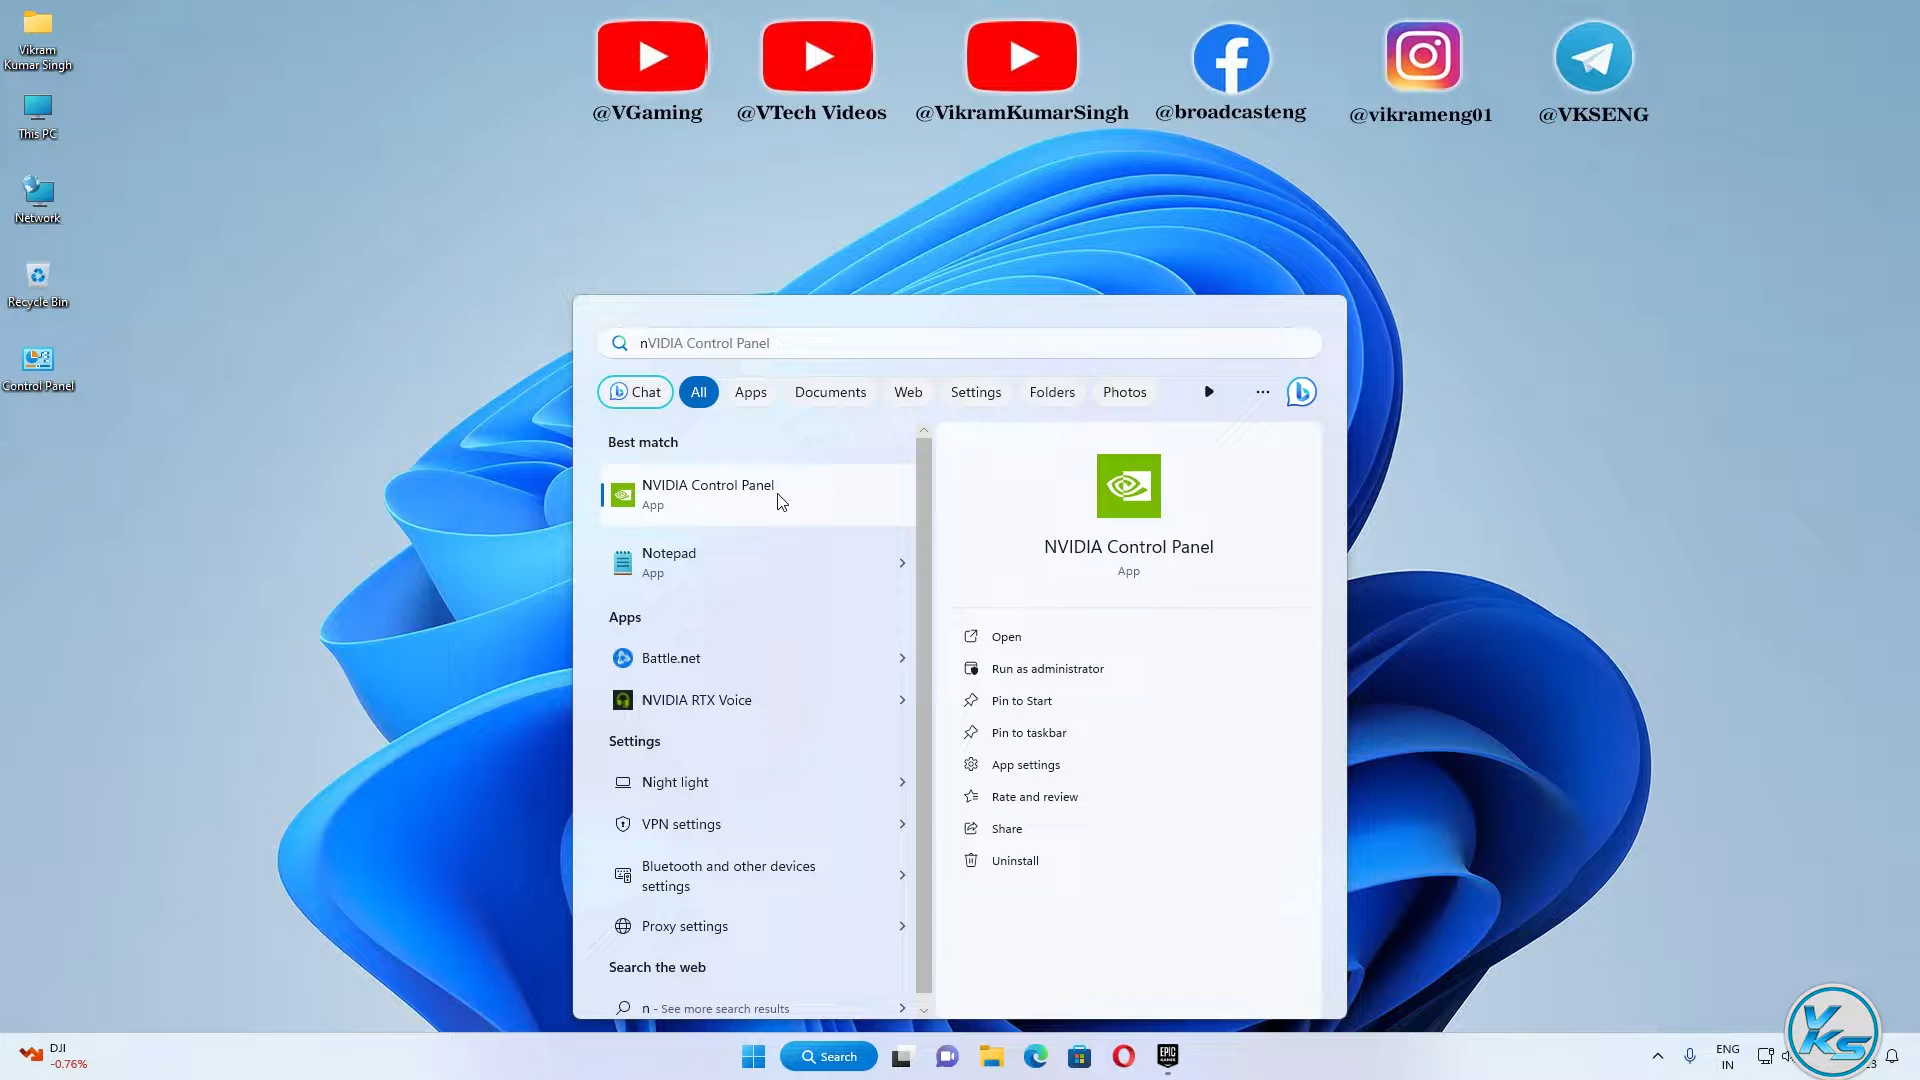 Vikram
Kumar Singh
This PC
Network
Recycle Bin
Control Panel
@VGaming
@VTech Videos
@VikramKumarSingh
@broadcasteng
@vikrameng01
@VKSENG
nVIDIA Control Panel
Chat
All
Apps
Documents
Web
Settings
Folders
Photos
Best match
NVIDIA Control Panel
App
Notepad
App
Apps
Battle.net
NVIDIA RTX Voice
Settings
Night light
VPN settings
Bluetooth and other devices
settings
Proxy settings
Search the web
n - See more search results
NVIDIA Control Panel
App
Open
Run as administrator
Pin to Start
Pin to taskbar
App settings
Rate and review
Share
Uninstall
DJI
-0.76%
Search
EPIC
GAMES
ENG
IN
VKS